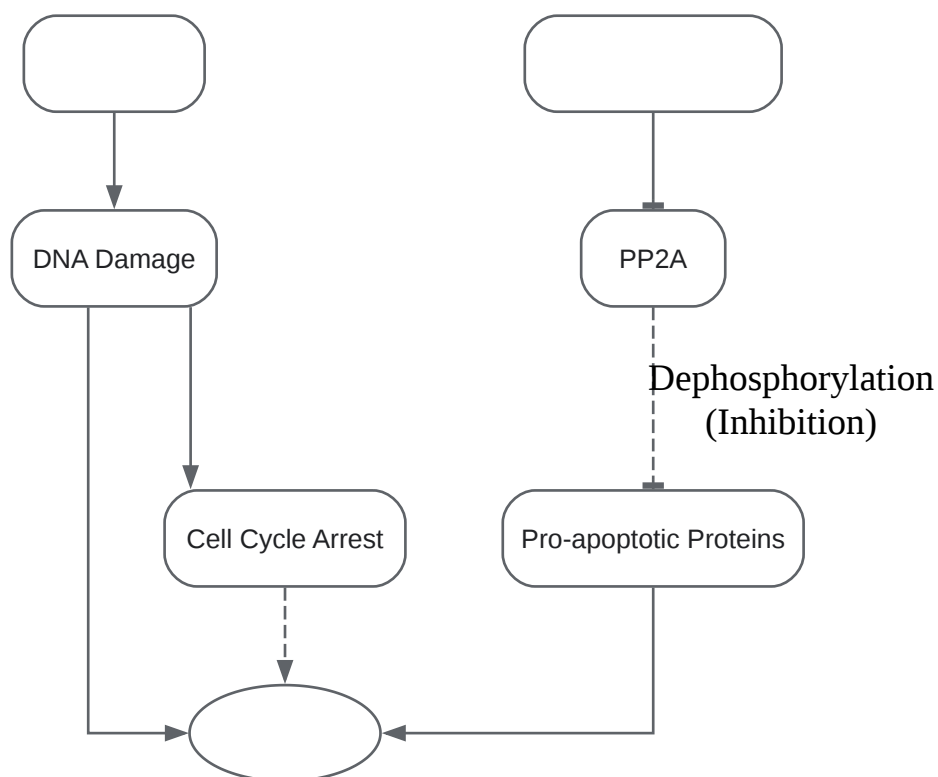 DNA Damage
PP2A
Dephosphorylation
(Inhibition)
Cell Cycle Arrest
Pro-apoptotic Proteins